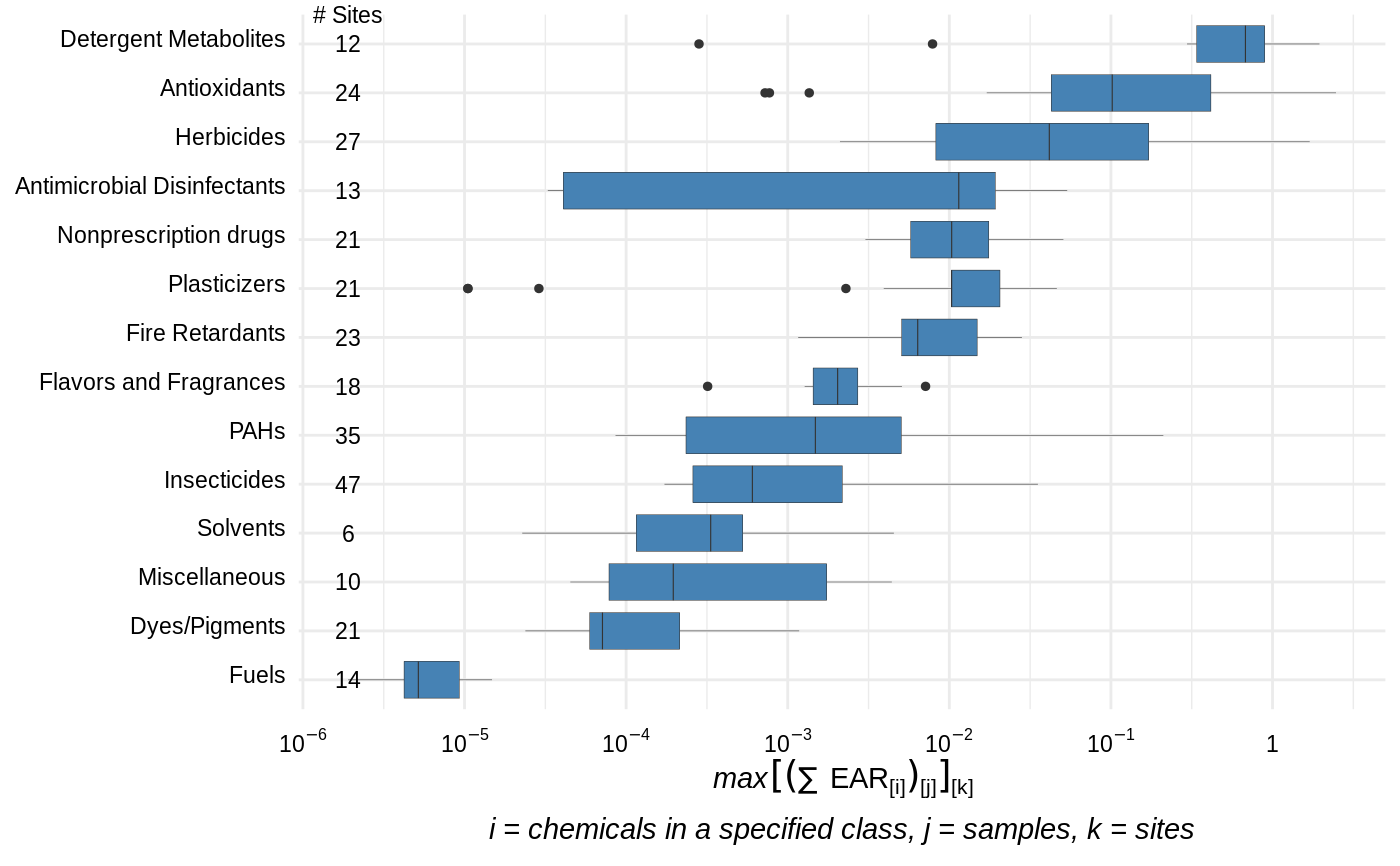 # Sites
Detergent Metabolites 12
Antioxidants 24
Herbicides 27
Antimicrobial Disinfectants 13
Nonprescription drugs 21
Plasticizers 21
Fire Retardants 23
Flavors and Fragrances 18
PAHs 35
Insecticides 47
Solvents 6
Miscellaneous 10
Dyes/Pigments 21
Fuels 14
10⁻⁶ 10⁻⁵ 10⁻⁴ 10⁻³ 10⁻² 10⁻¹ 1
max[(∑ EAR[i])[j]][k]
i = chemicals in a specified class, j = samples, k = sites